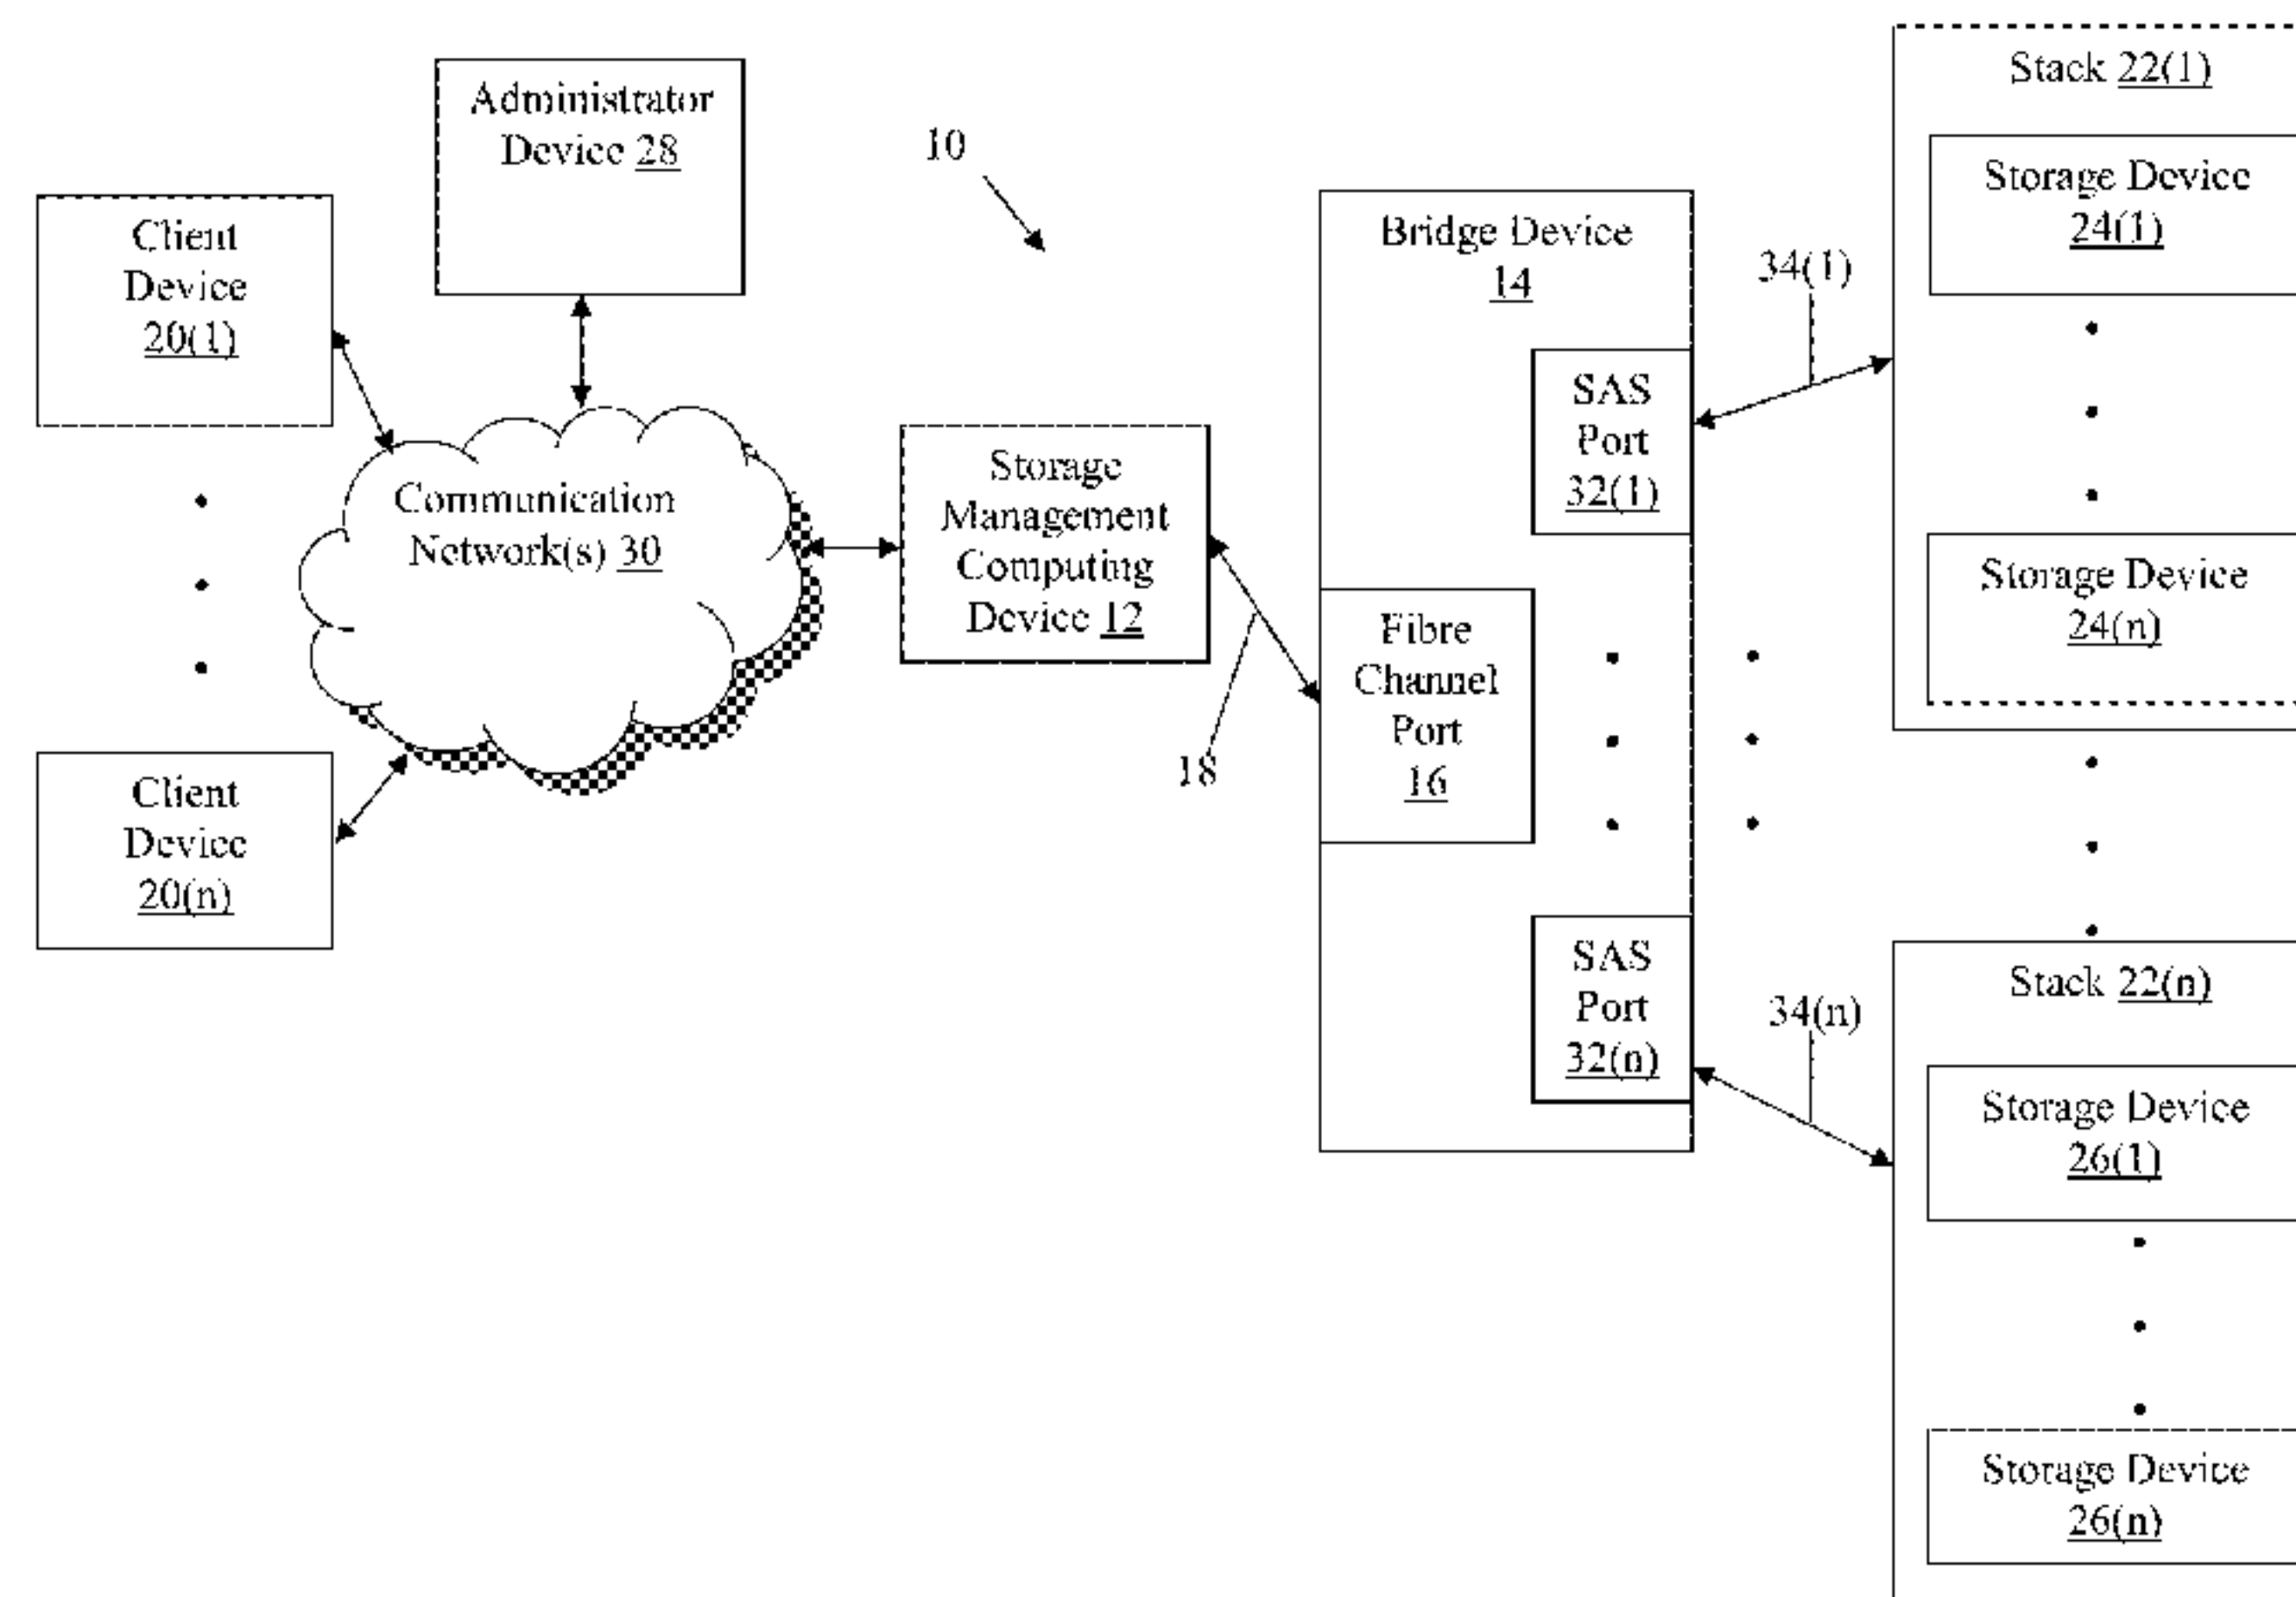 Administrator
Device 28
Client
Device
20(1)
Communication
Network(s) 30
Client
Device
20(n)
10
Storage
Management
Computing
Device 12
18
Bridge Device
14
SAS
Port
32(1)
Fibre
Channel
Port
16
SAS
Port
32(n)
34(1)
34(n)
Stack 22(1)
Storage Device
24(1)
Storage Device
24(n)
Stack 22(n)
Storage Device
26(1)
Storage Device
26(n)